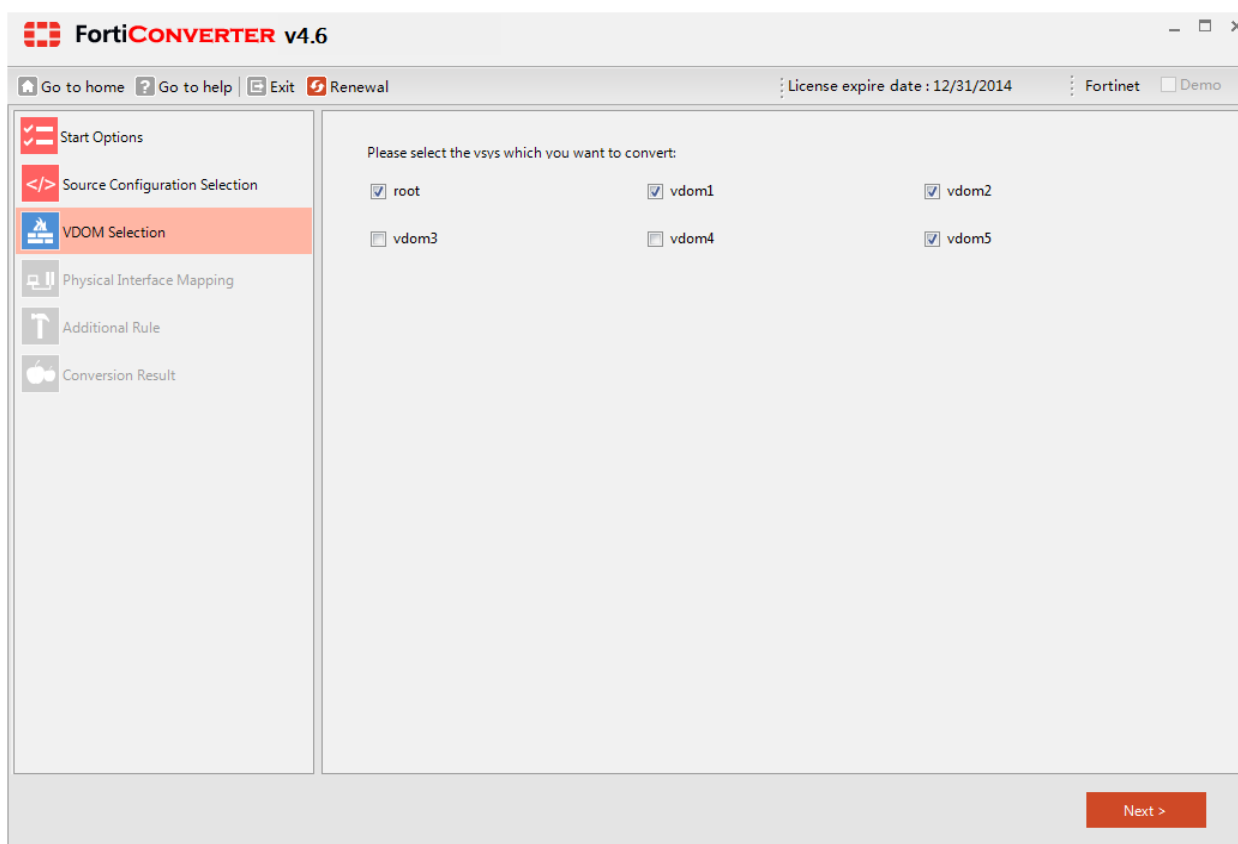 FortiCONVERTER v4.6
Go to home Go to help Exit Renewal License expire date : 12/31/2014 Fortinet Demo
Start Options
Please select the vsys which you want to convert:
</> Source Configuration Selection
root vdom1 vdom2
VDOM Selection
vdom3 vdom4 vdom5
Physical Interface Mapping
Additional Rule
Conversion Result
Next >